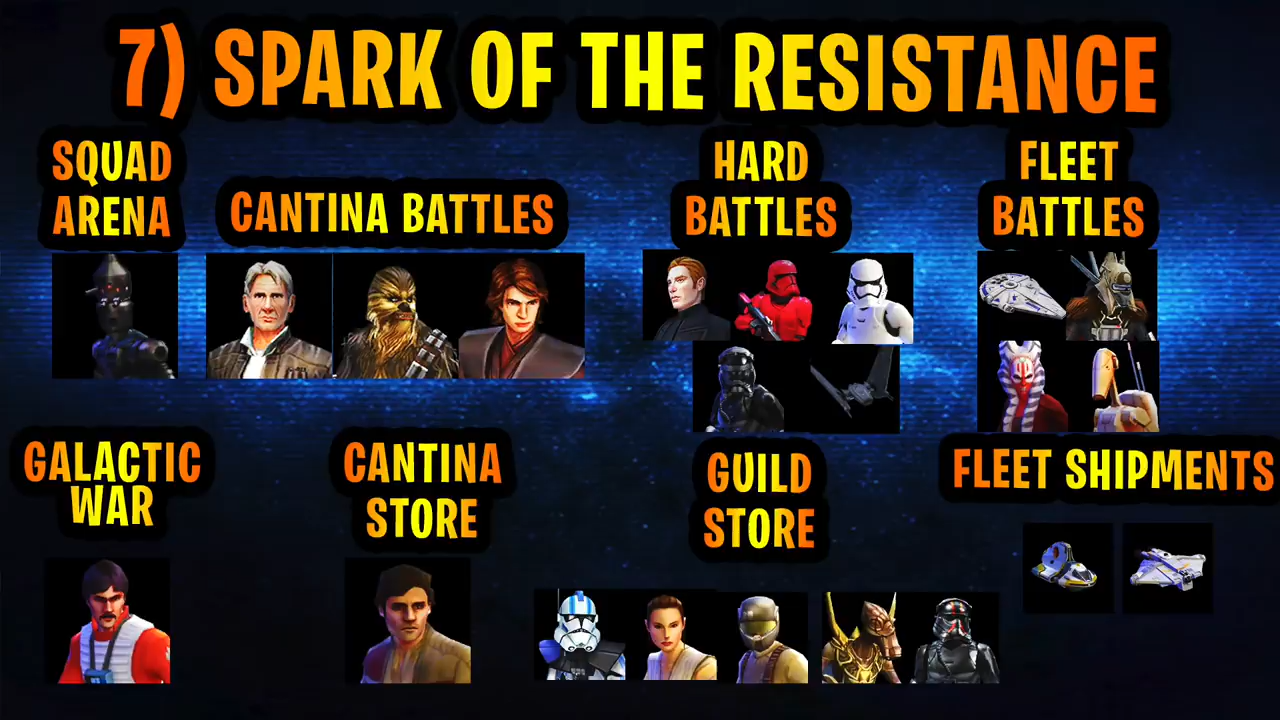 7) SPARK OF THE RESISTANCE
SQUAD
ARENA
CANTINA BATTLES
HARD
BATTLES
FLEET
BATTLES
GALACTIC
WAR
CANTINA
STORE
GUILD
STORE
FLEET SHIPMENTS